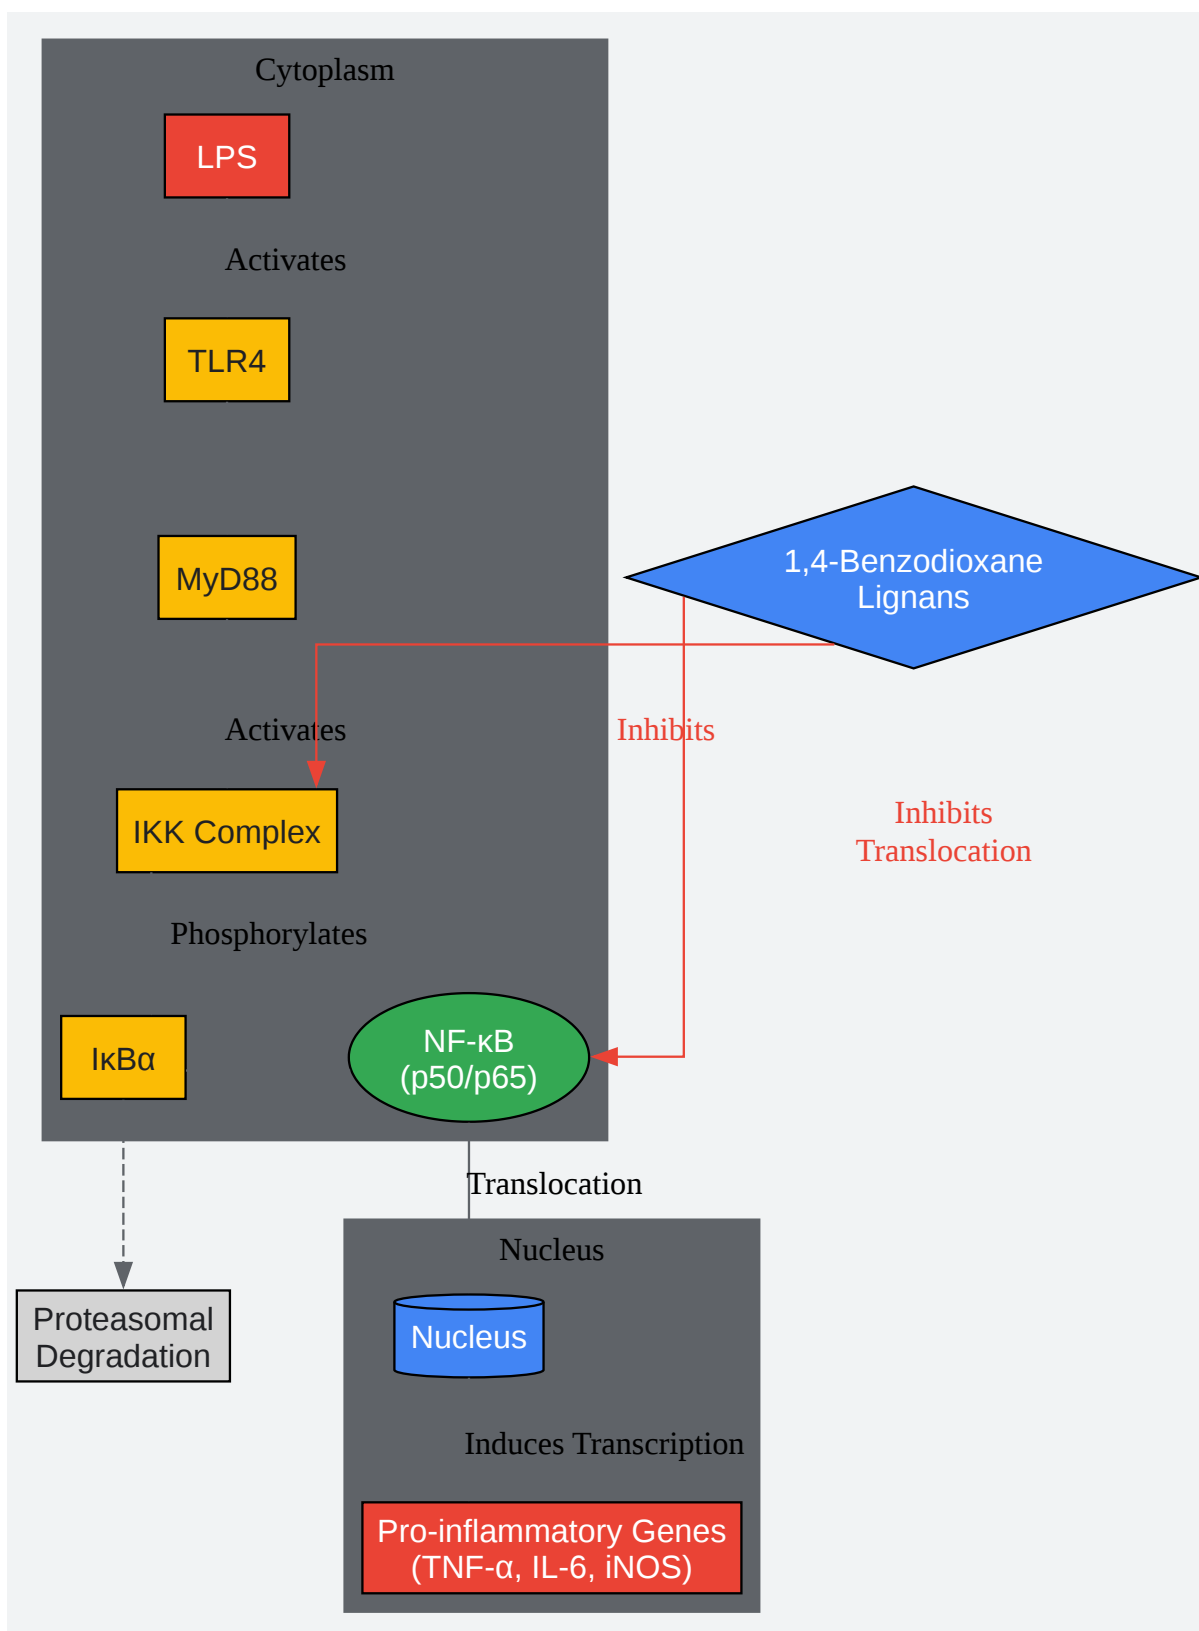 Cytoplasm
LPS
Activates
TLR4
1,4-Benzodioxane
Lignans
MyD88
Activates
Inhibits
Inhibits
Translocation
IKK Complex
Phosphorylates
IκBα
NF-κB
(p50/p65)
Translocation
Nucleus
Proteasomal
Degradation
Nucleus
Induces Transcription
Pro-inflammatory Genes
(TNF-α, IL-6, iNOS)